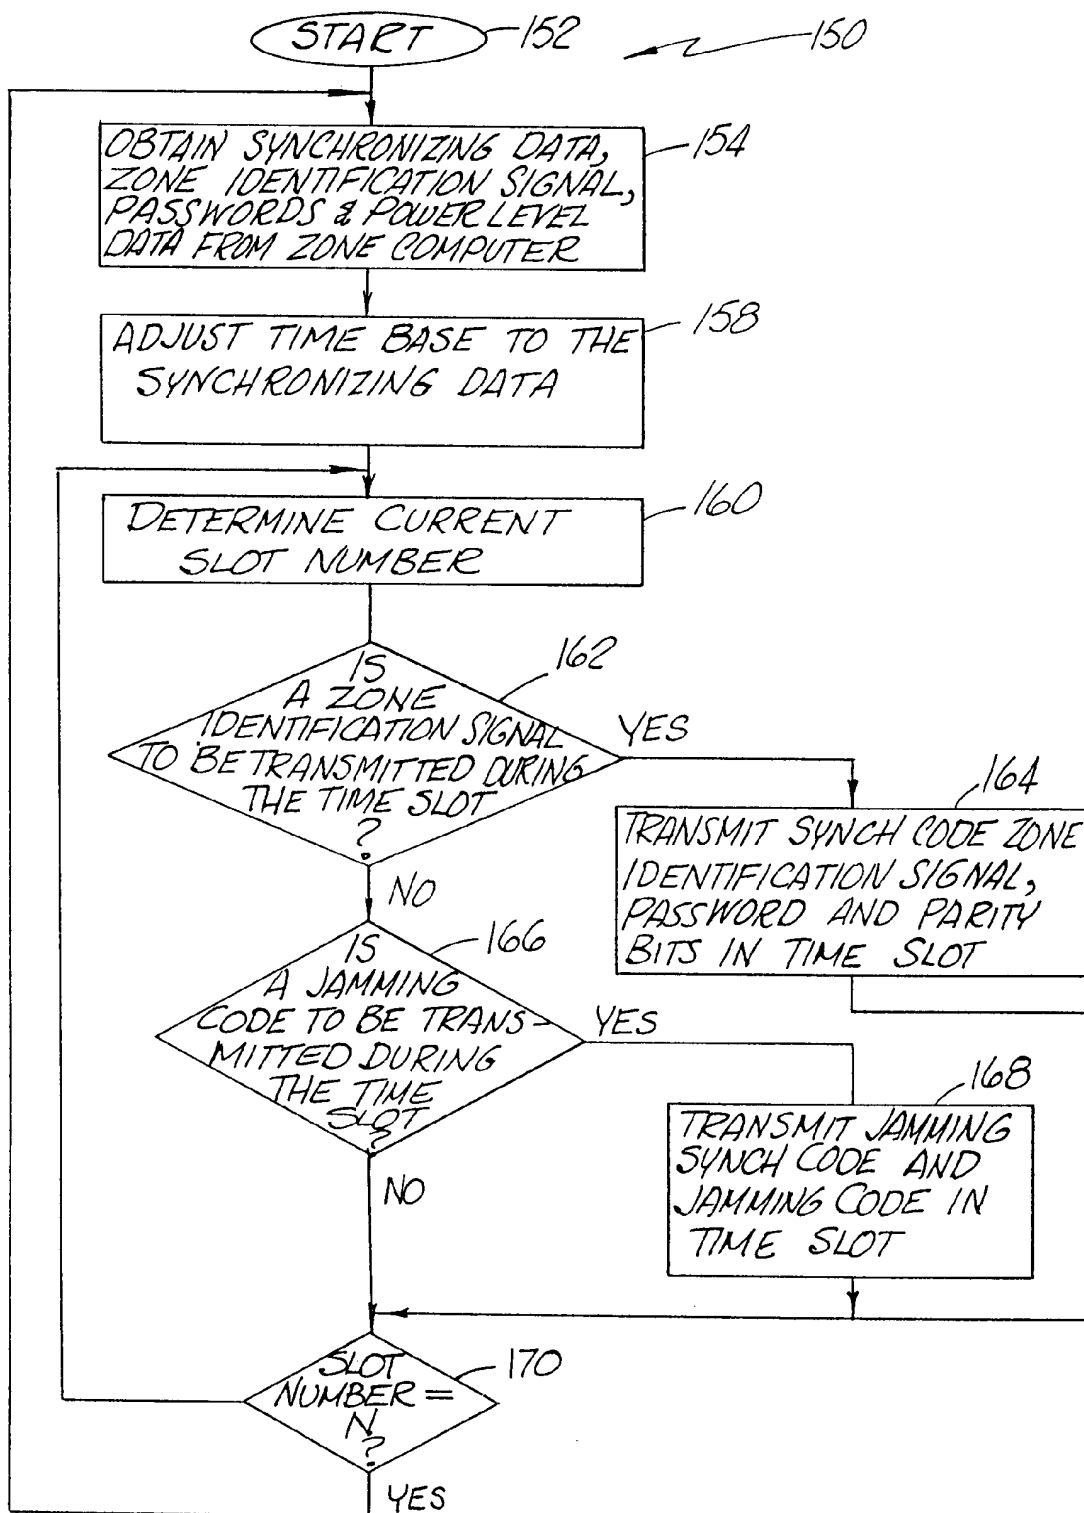 START
152
150
OBTAIN SYNCHRONIZING DATA,
ZONE IDENTIFICATION SIGNAL,
PASSWORDS & POWER LEVEL
DATA FROM ZONE COMPUTER
154
ADJUST TIME BASE TO THE
SYNCHRONIZING DATA
158
DETERMINE CURRENT
SLOT NUMBER
160
IS
A ZONE
IDENTIFICATION SIGNAL
TO BE TRANSMITTED DURING
THE TIME SLOT
?
162
YES
NO
164
TRANSMIT SYNCH CODE ZONE
IDENTIFICATION SIGNAL,
PASSWORD AND PARITY
BITS IN TIME SLOT
IS
A JAMMING
CODE TO BE TRANS-
MITTED DURING
THE TIME
SLOT
?
166
YES
NO
168
TRANSMIT JAMMING
SYNCH CODE AND
JAMMING CODE IN
TIME SLOT
SLOT
NUMBER =
N
?
170
YES